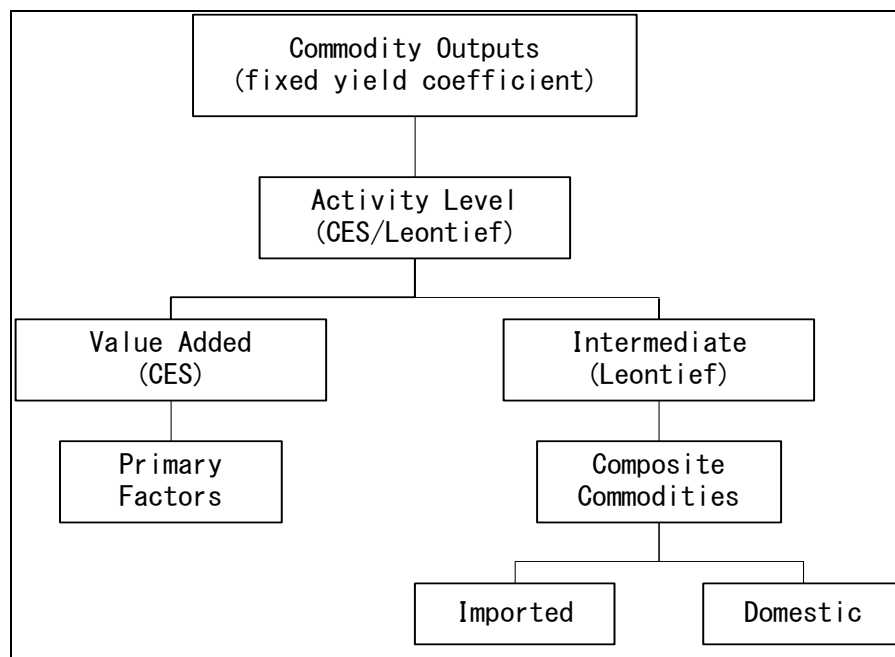 Commodity Outputs
(fixed yield coefficient)
Activity Level
(CES/Leontief)
Value Added
(CES)
Intermediate
(Leontief)
Primary
Factors
Composite
Commodities
Imported
Domestic